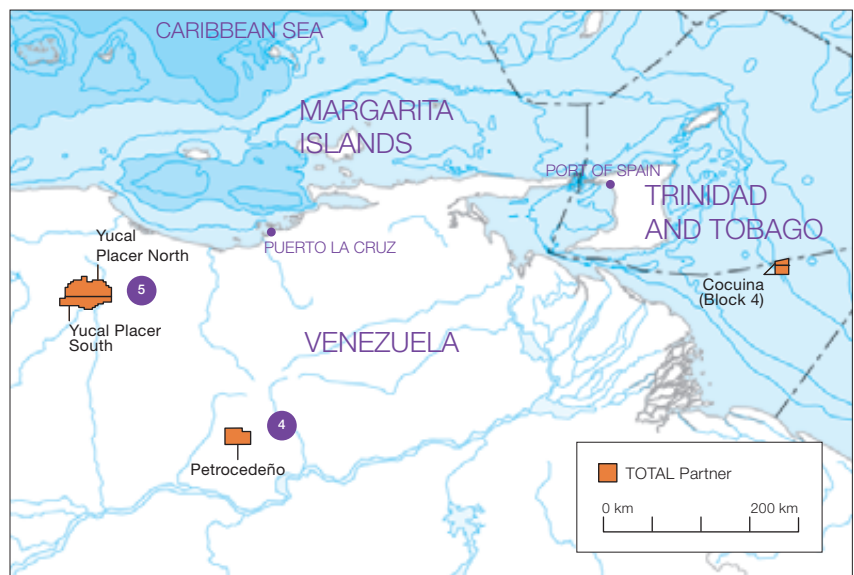 CARIBBEAN SEA
MARGARITA
ISLANDS
PORT OF SPAIN
TRINIDAD
AND TOBAGO
Yucal
Placer North
PUERTO LA CRUZ
5
Cocuina
(Block 4)
Yucal Placer
South
VENEZUELA
4
Petrocedeño
TOTAL Partner
0 km 200 km